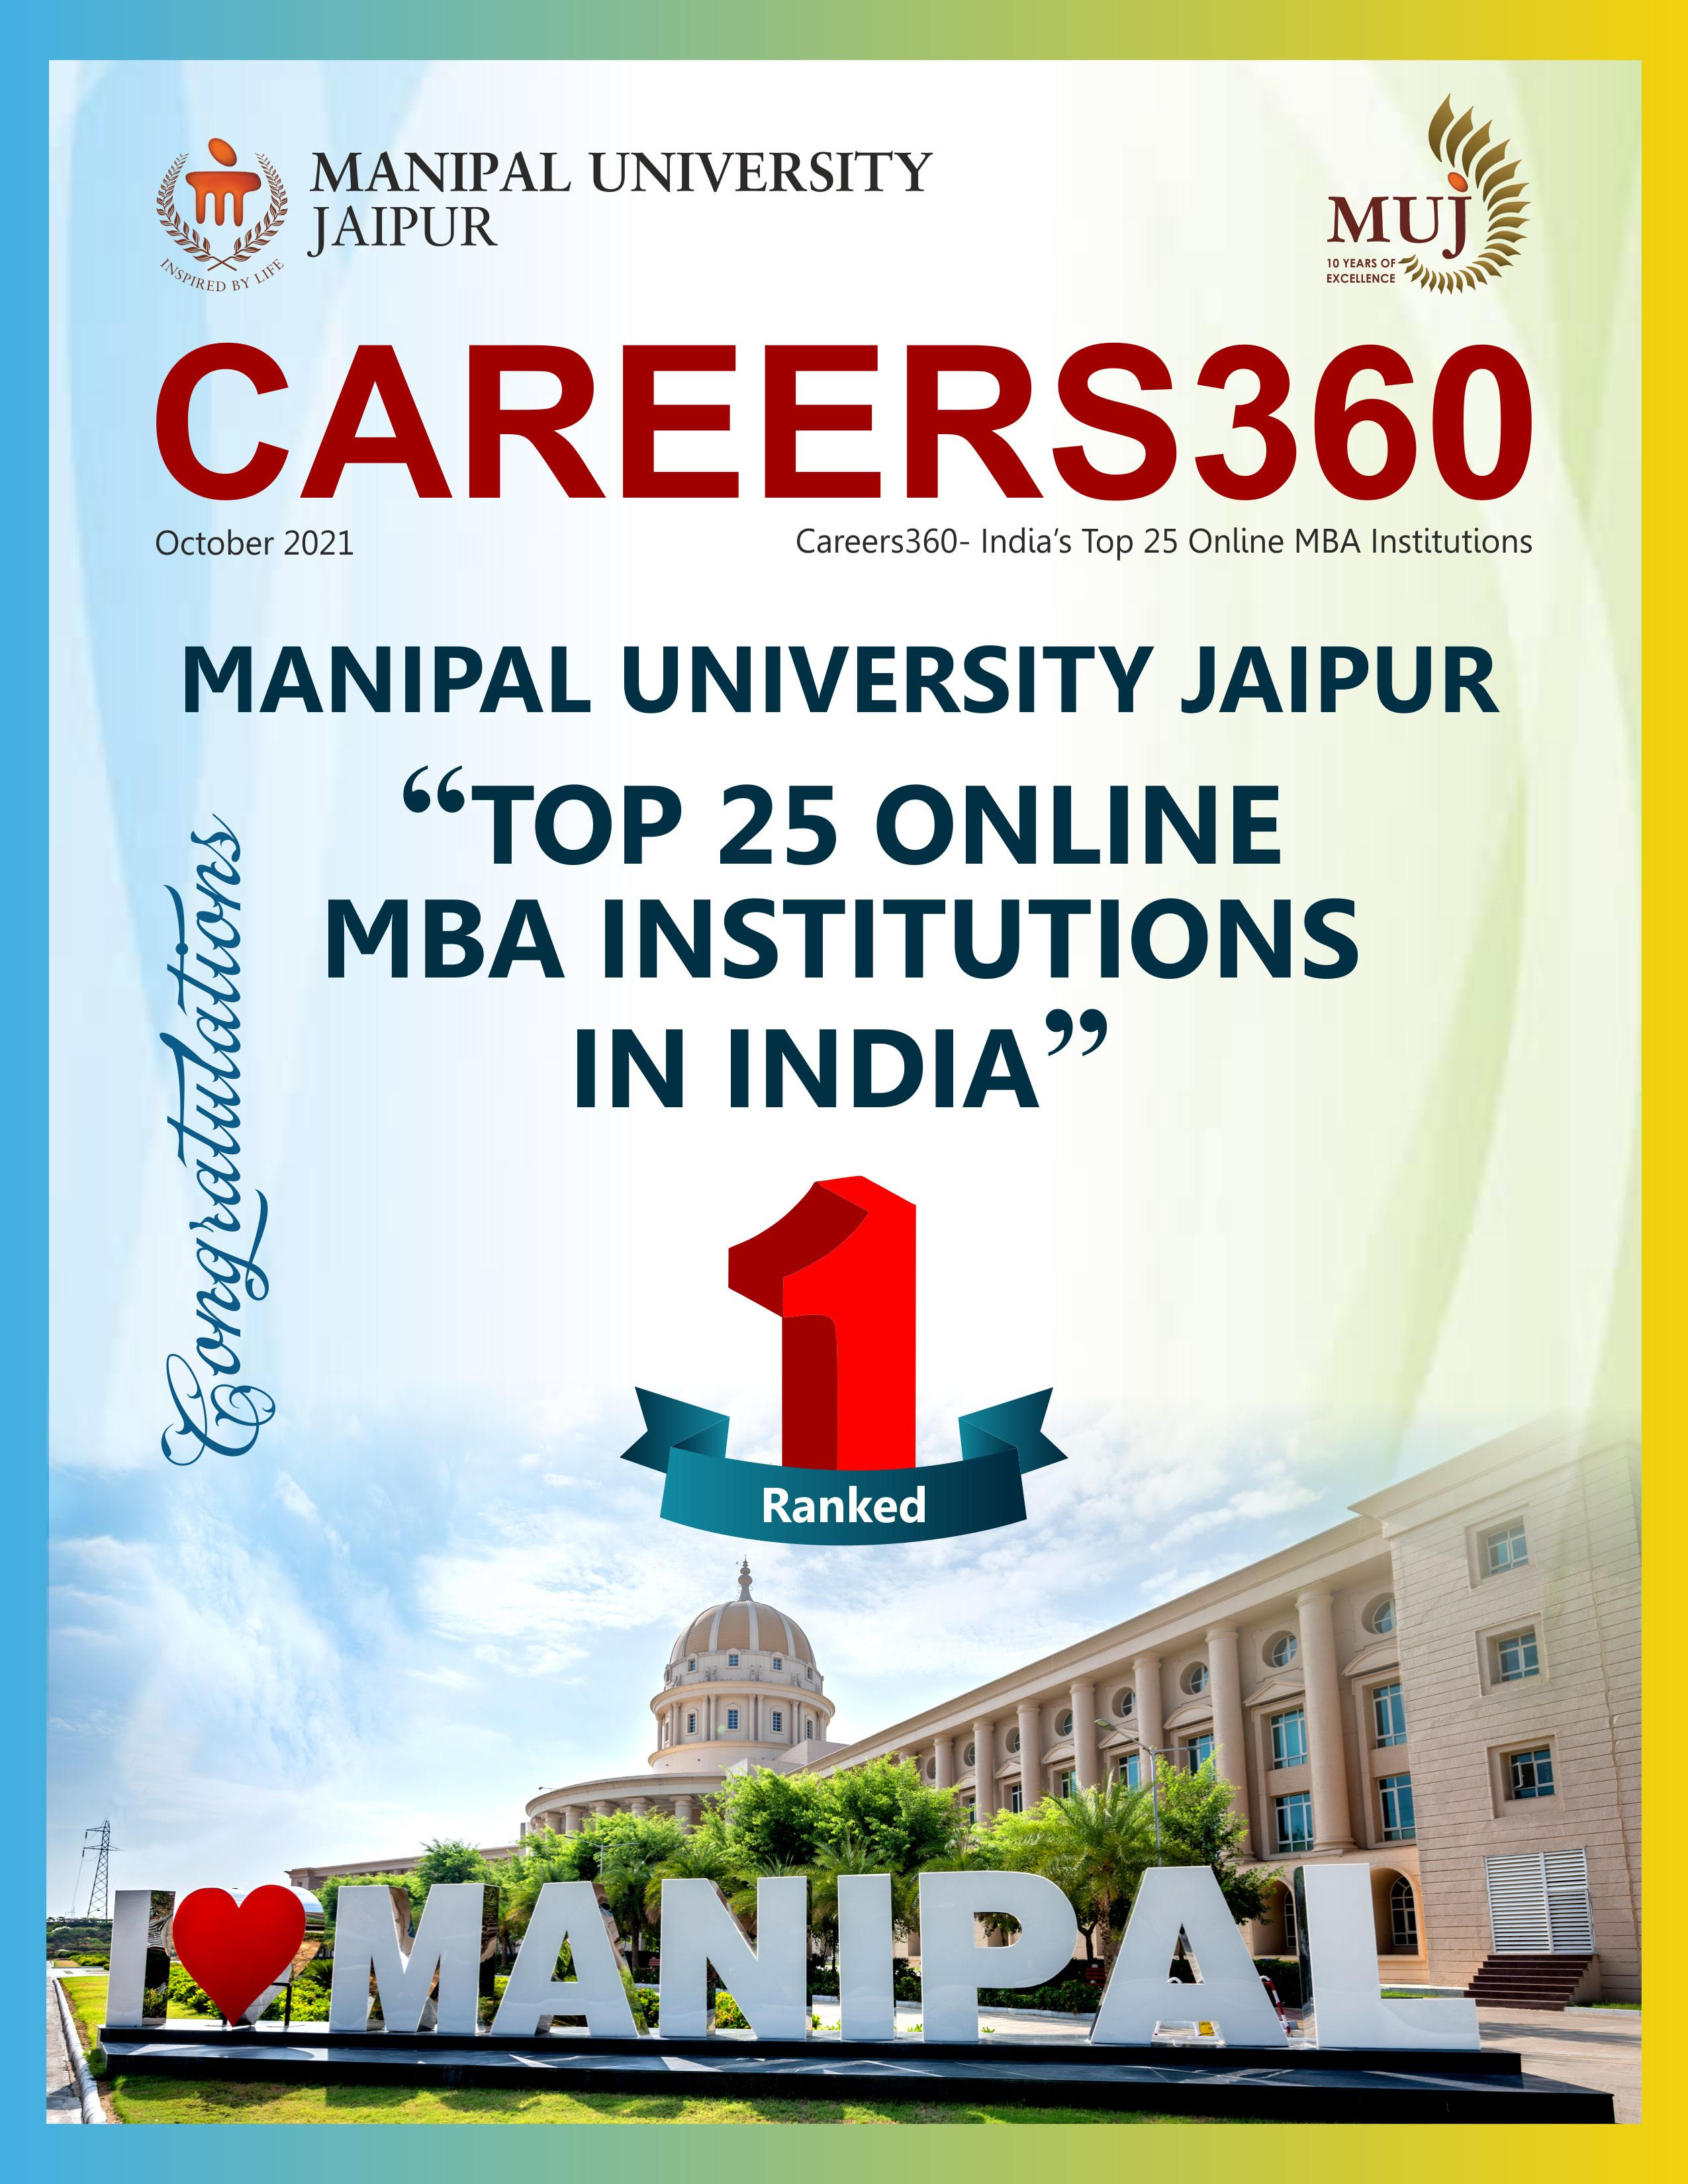 MANIPAL UNIVERSITY
JAIPUR
INSPIRED BY LIFE
MUJ
10 YEARS OF
EXCELLENCE
CAREERS360
October 2021
Careers360- India’s Top 25 Online MBA Institutions
MANIPAL UNIVERSITY JAIPUR
“TOP 25 ONLINE
MBA INSTITUTIONS
IN INDIA”
Congratulations
1
Ranked
I ♥ MANIPAL